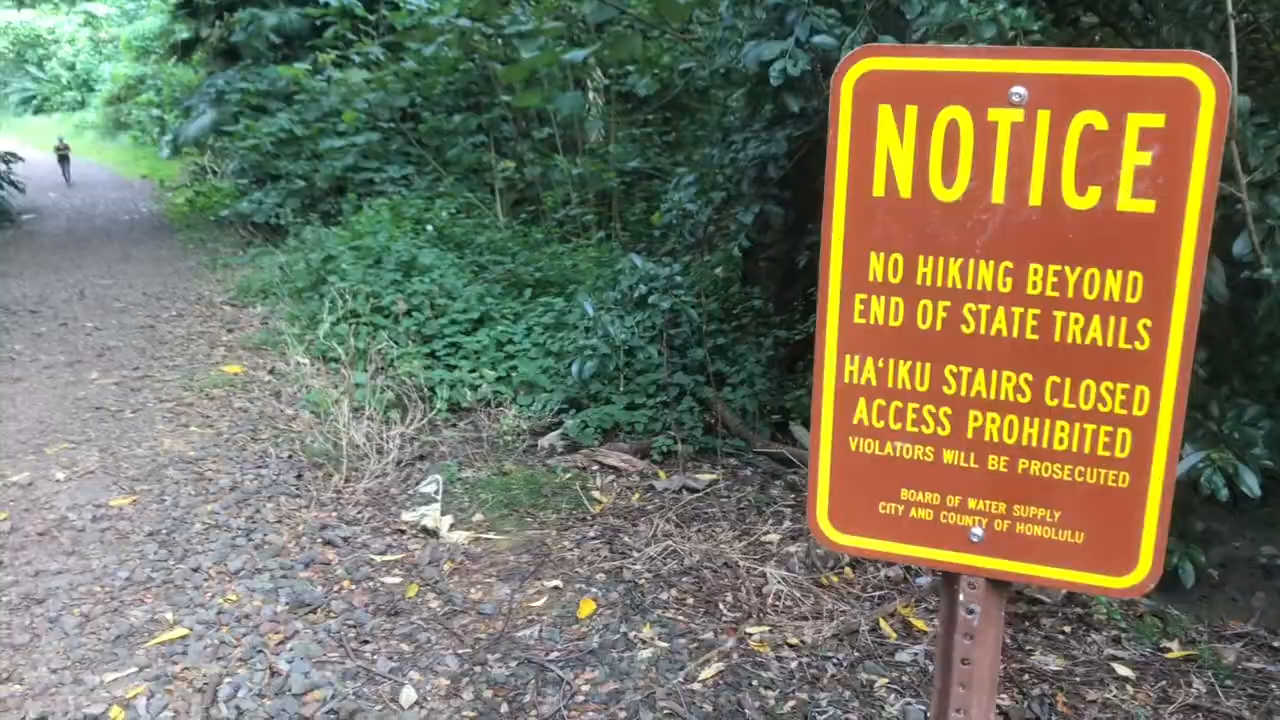 NOTICE
NO HIKING BEYOND
END OF STATE TRAILS
HAʻIKU STAIRS CLOSED
ACCESS PROHIBITED
VIOLATORS WILL BE PROSECUTED
BOARD OF WATER SUPPLY
CITY AND COUNTY OF HONOLULU